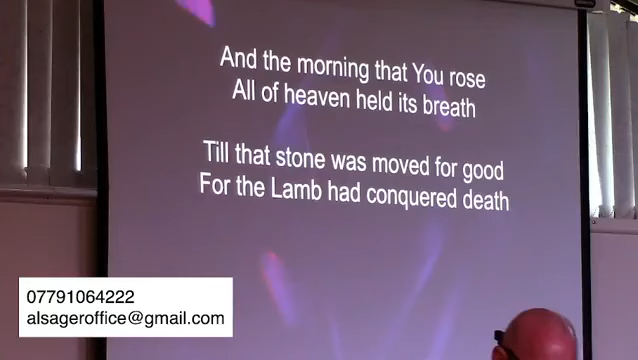 And the morning that You rose
All of heaven held its breath
Till that stone was moved for good
For the Lamb had conquered death
07791064222
alsageroffice@gmail.com